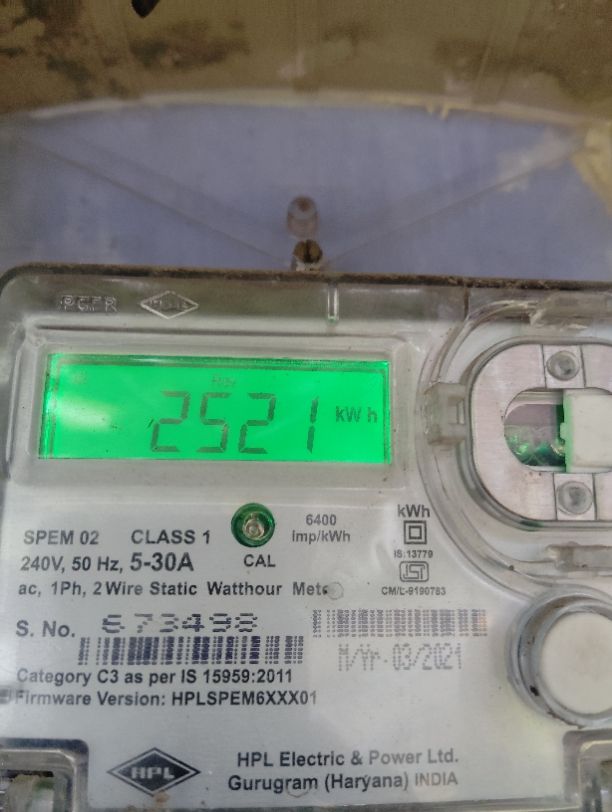 2521 kWh
SPEM 02 CLASS 1
6400
imp/kWh
kWh
240V, 50 Hz, 5-30A
CAL
IS:13779
ac, 1Ph, 2 Wire Static Watthour Meter
CM/L-9190783
S. No. 673498
M/Yr-03/2021
Category C3 as per IS 15959:2011
Firmware Version: HPLSPEM6XXX01
HPL
HPL Electric & Power Ltd.
Gurugram (Haryana) INDIA